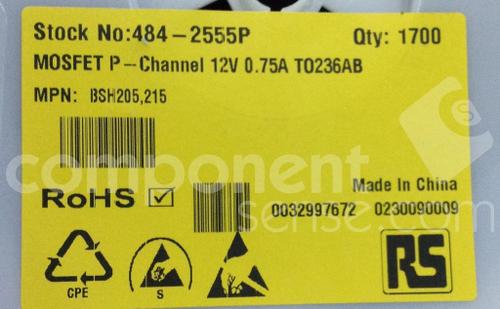 Stock No:484-2555P Qty: 1700
MOSFET P-Channel 12V 0.75A TO236AB
MPN: BSH205,215
component
sense.com
RoHS
Made In China
0032997672 0230090009
CPE
S
RS